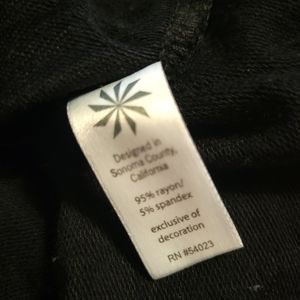 Designed in
Sonoma County,
California
95% rayon/
5% spandex
exclusive of
decoration
RN #54023